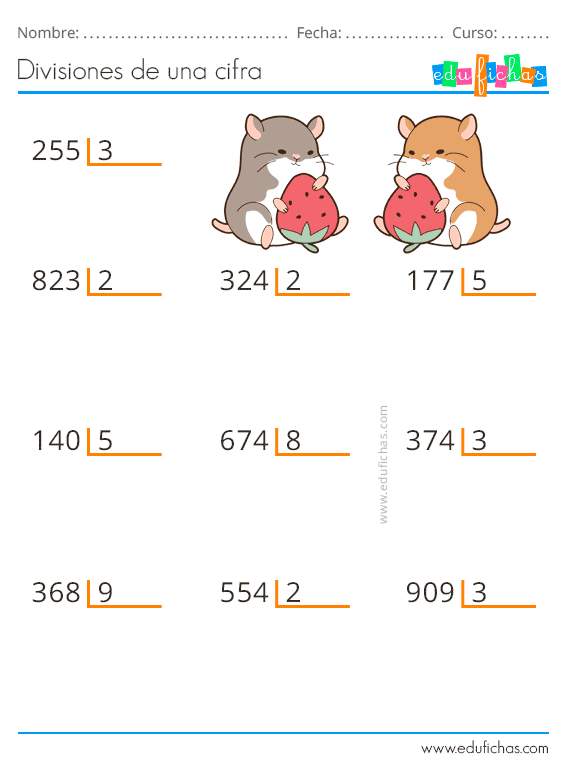 Nombre: ................................ Fecha: ................ Curso: ........
Divisiones de una cifra
edufichas
255 3
823 2 324 2 177 5
140 5 674 8 374 3
www.edufichas.com
368 9 554 2 909 3
www.edufichas.com